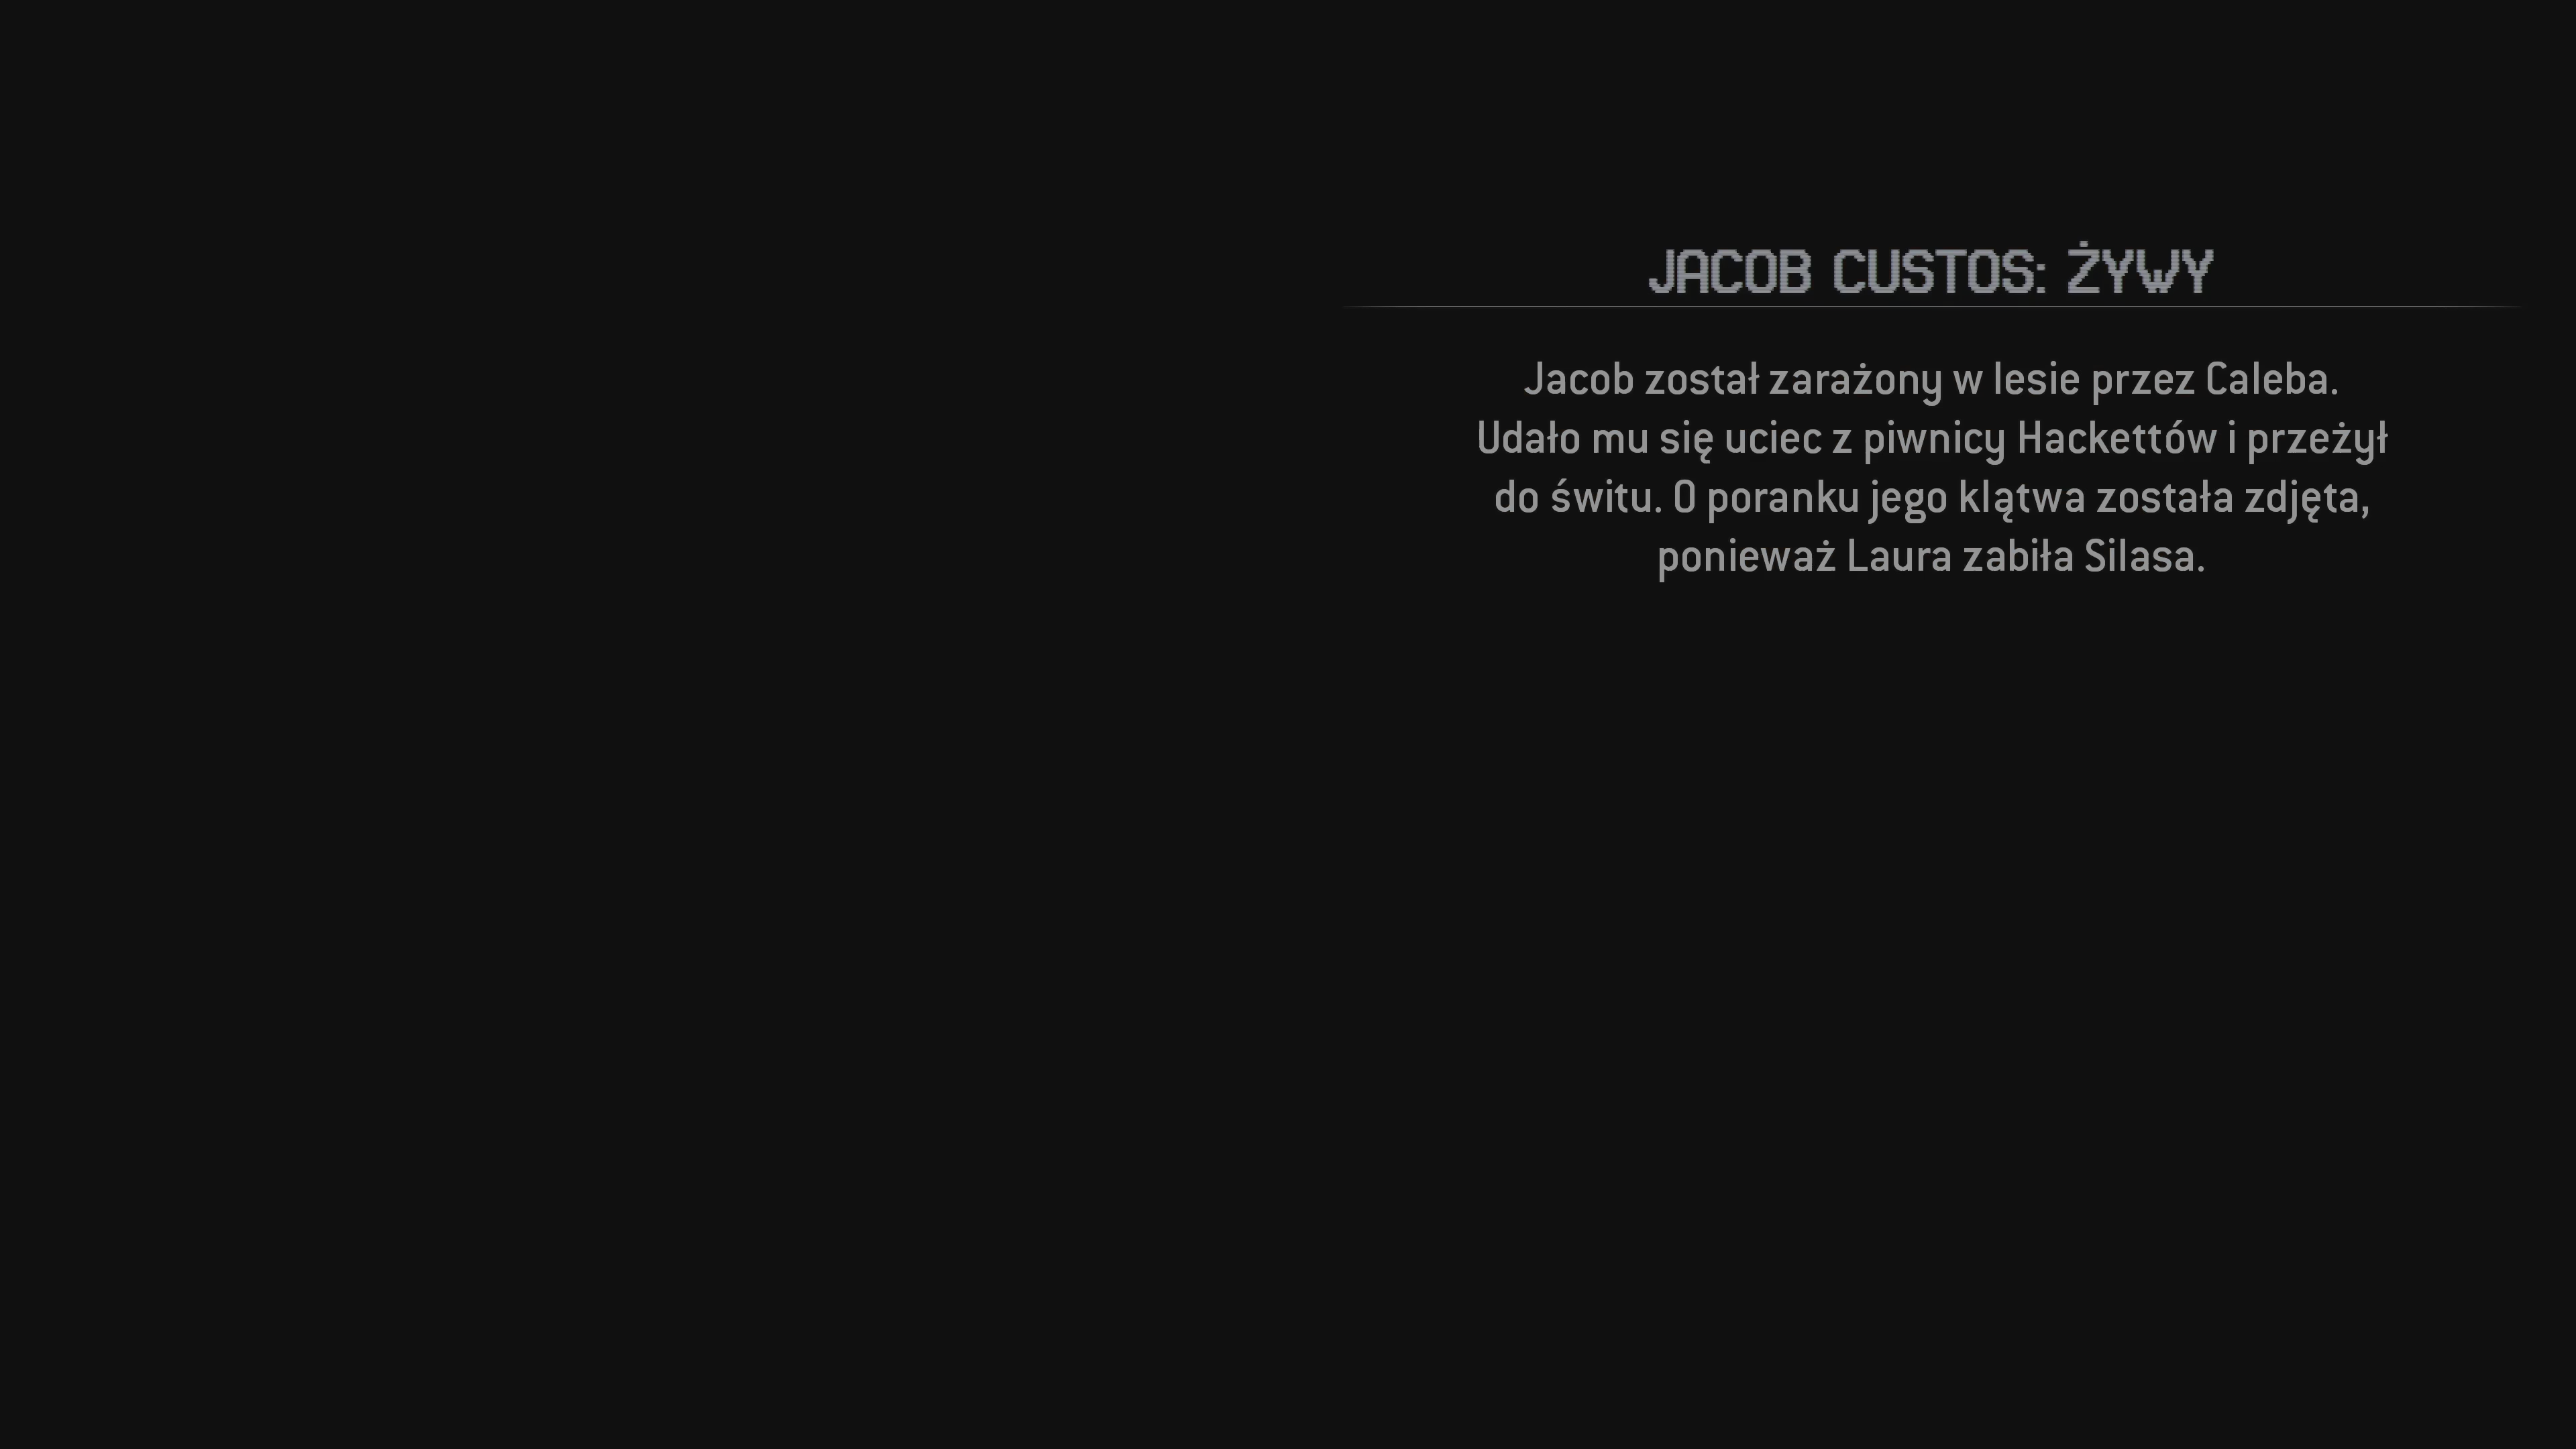 JACOB CUSTOS: ŻYWY
Jacob został zarażony w lesie przez Caleba.
Udało mu się uciec z piwnicy Hackettów i przeżył
do świtu. O poranku jego klątwa została zdjęta,
ponieważ Laura zabiła Silasa.